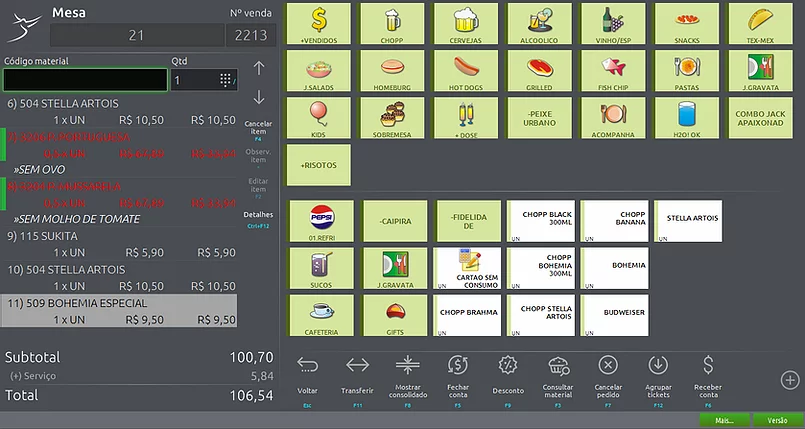 Mesa
Nº venda
21
2213
Código material
Qtd
1
6) 504 STELLA ARTOIS
1 x UN R$ 10,50 R$ 10,50
PORTUGUESA
0,5 x UN
»SEM OVO
»SEM MOLHO DE TOMATE
9) 115 SUKITA
1 x UN R$ 5,90 R$ 5,90
10) 504 STELLA ARTOIS
1 x UN R$ 10,50 R$ 10,50
11) 509 BOHEMIA ESPECIAL
1 x UN R$ 9,50 R$ 9,50
Subtotal 100,70
(+) Serviço 5,84
Total 106,54
Cancelar
item
F4
Observ.
item
Editar
item
Detalhes
Ctrl+F12
+VENDIDOS
CHOPP
CERVEJAS
ALCOOLICO
VINHO/ESP
SNACKS
TEX-MEX
J.SALADS
HOMEBURG
HOT DOGS
GRILLED
FISH CHIP
PASTAS
J.GRAVATA
KIDS
SOBREMESA
+ DOSE
-PEIXE
URBANO
ACOMPANHA
H2O! OK
COMBO JACK
APAIXONAD
+RISOTOS
PEPSI
01.REFRI
-CAIPIRA
-FIDELIDA
DE
CHOPP BLACK
300ML
UN
CHOPP
BANANA
UN
STELLA ARTOIS
UN
SUCOS
J.GRAVATA
CARTAO SEM
CONSUMO
UN
CHOPP
BOHEMIA
300ML
UN
BOHEMIA
UN
CAFETERIA
GIFTS
CHOPP BRAHMA
UN
CHOPP STELLA
ARTOIS
UN
BUDWEISER
UN
Voltar
Esc
Transferir
F11
Mostrar
consolidado
F8
Fechar
conta
F5
Desconto
F9
Consultar
material
F3
Cancelar
pedido
F7
Agrupar
tickets
F12
Receber
conta
F6
Mais...
Versão